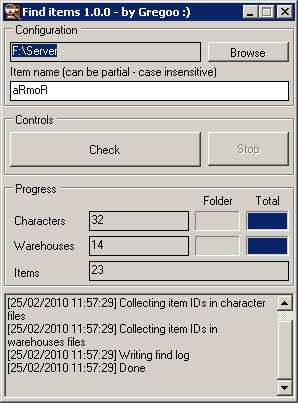 Find items 1.0.0 - by Gregoo :)
Configuration
F:\Server
Browse
Item name (can be partial - case insensitive)
aRmoR
Controls
Check
Stop
Progress
Folder Total
Characters 32
Warehouses 14
Items 23
[25/02/2010 11:57:29] Collecting item IDs in character
files
[25/02/2010 11:57:29] Collecting item IDs in
warehouses files
[25/02/2010 11:57:29] Writing find log
[25/02/2010 11:57:29] Done